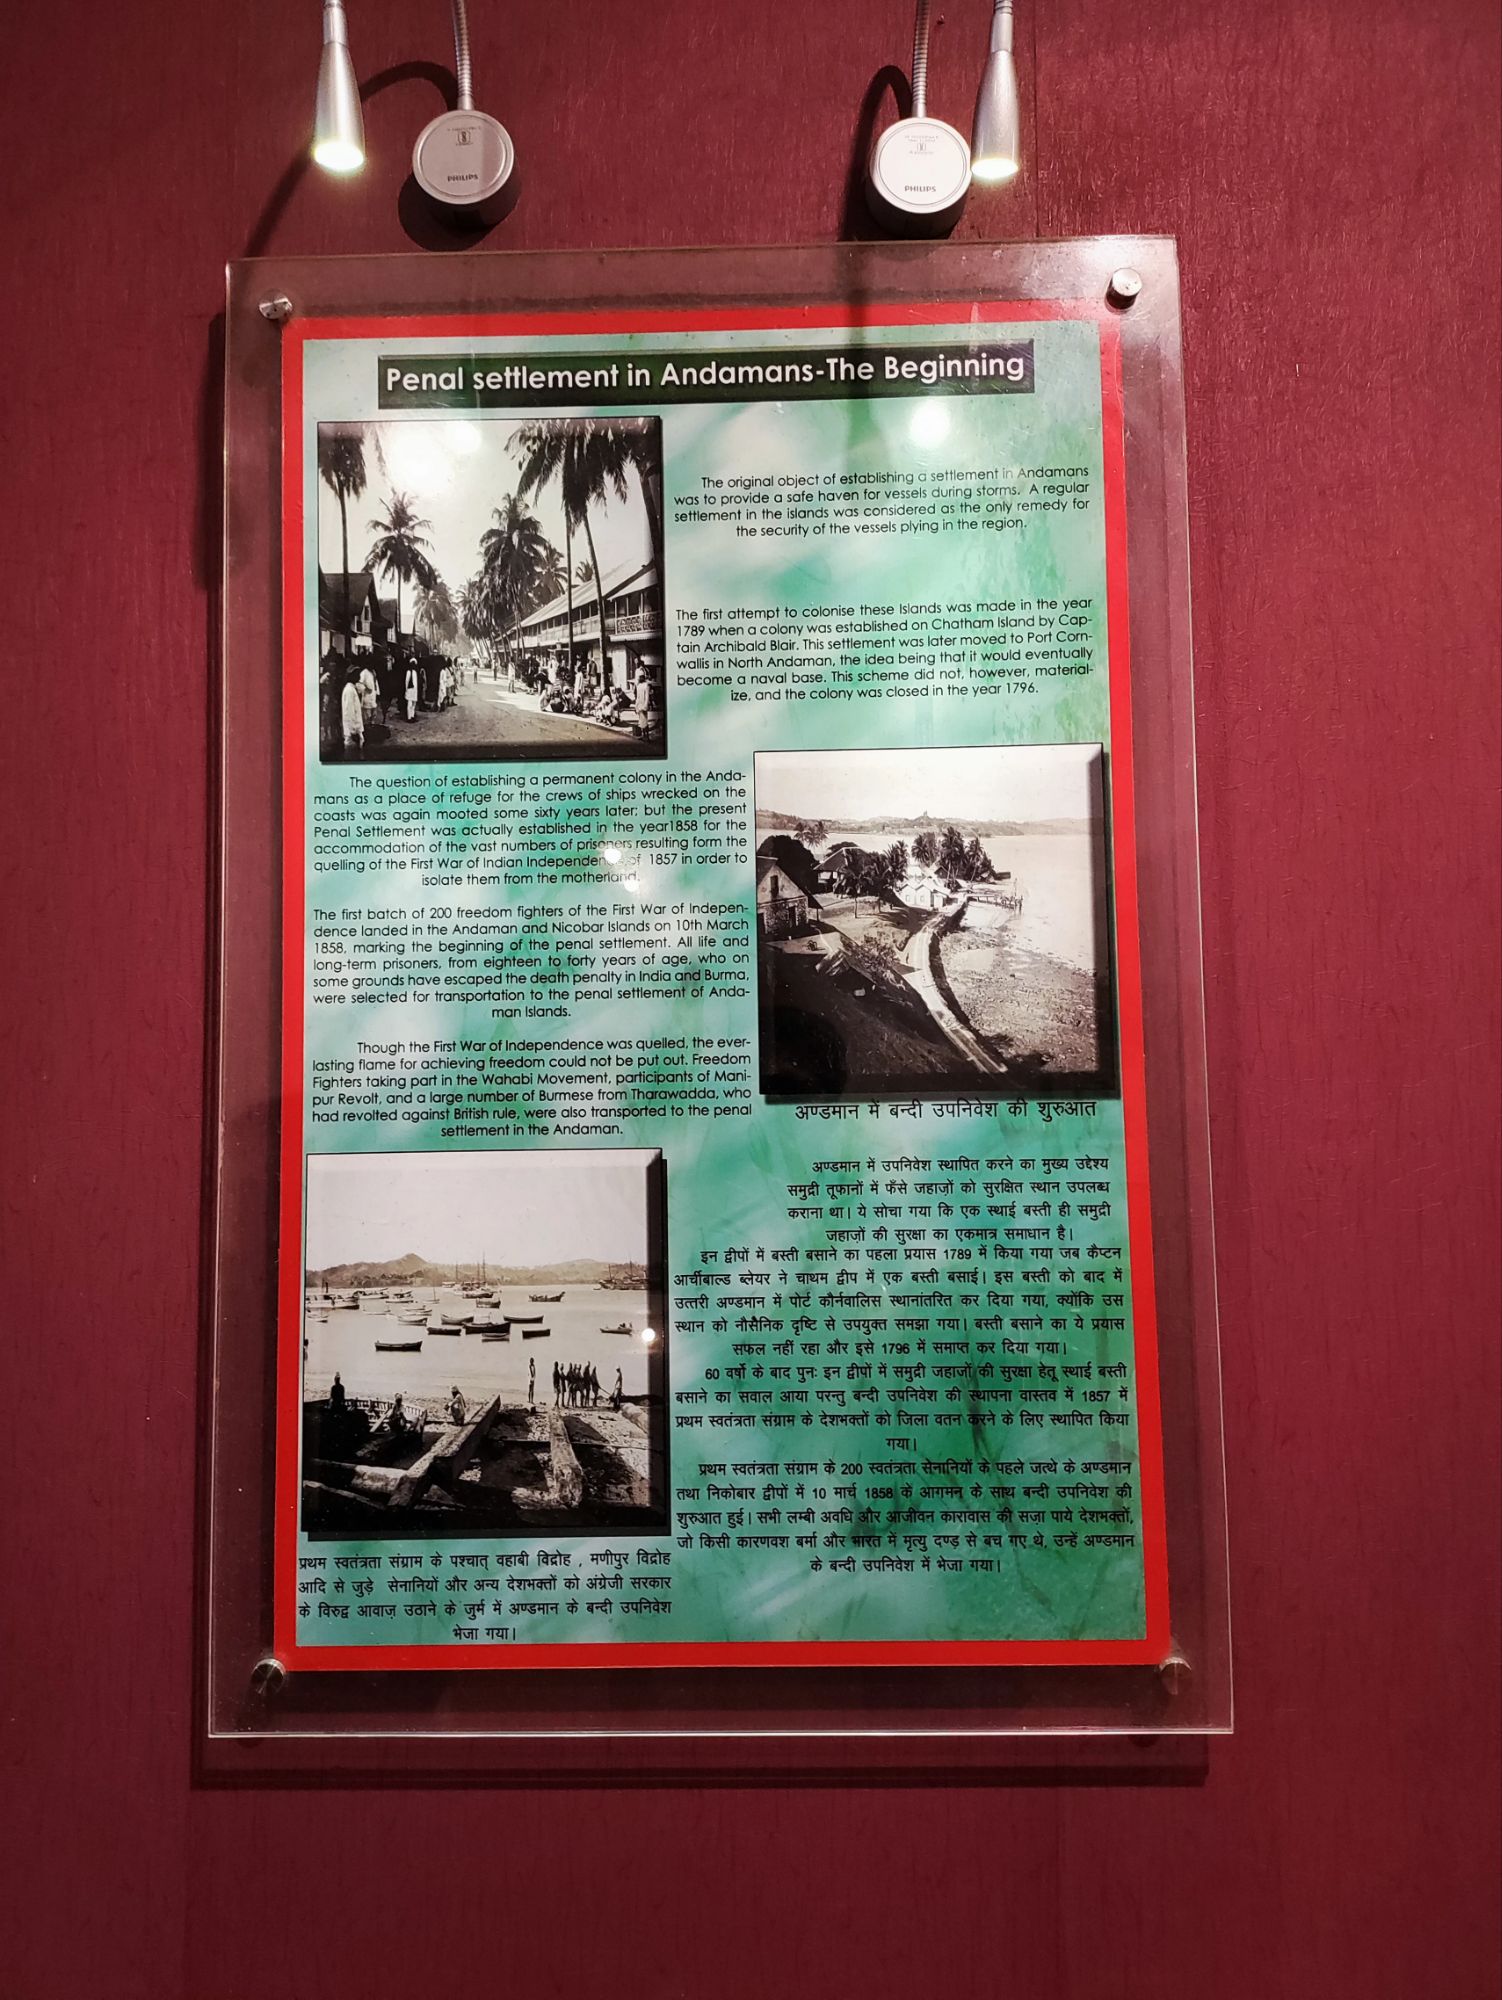 PHILIPS
PHILIPS
Penal settlement in Andamans-The Beginning
The original object of establishing a settlement in Andamans
was to provide a safe haven for vessels during storms. A regular
settlement in the islands was considered as the only remedy for
the security of the vessels plying in the region.
The first attempt to colonise these Islands was made in the year
1789 when a colony was established on Chatham Island by Cap-
tain Archibald Blair. This settlement was later moved to Port Corn-
wallis in North Andaman, the idea being that it would eventually
become a naval base. This scheme did not, however, material-
ize, and the colony was closed in the year 1796.
The question of establishing a permanent colony in the Anda-
mans as a place of refuge for the crews of ships wrecked on the
coasts was again mooted some sixty years later; but the present
Penal Settlement was actually established in the year1858 for the
accommodation of the vast numbers of prisoners resulting form the
quelling of the First War of Indian Independence of 1857 in order to
isolate them from the motherland.
The first batch of 200 freedom fighters of the First War of Indepen-
dence landed in the Andaman and Nicobar Islands on 10th March
1858, marking the beginning of the penal settlement. All life and
long-term prisoners, from eighteen to forty years of age, who on
some grounds have escaped the death penalty in India and Burma,
were selected for transportation to the penal settlement of Anda-
man Islands.
Though the First War of Independence was quelled, the ever-
lasting flame for achieving freedom could not be put out. Freedom
Fighters taking part in the Wahabi Movement, participants of Mani-
pur Revolt, and a large number of Burmese from Tharawadda, who
had revolted against British rule, were also transported to the penal
settlement in the Andaman.
अण्डमान में बन्दी उपनिवेश की शुरुआत
अण्डमान में उपनिवेश स्थापित करने का मुख्य उद्देश्य
समुद्री तूफानों में फँसे जहाज़ों को सुरक्षित स्थान उपलब्ध
कराना था। ये सोचा गया कि एक स्थाई बस्ती ही समुद्री
जहाज़ों की सुरक्षा का एकमात्र समाधान है।
इन द्वीपों में बस्ती बसाने का पहला प्रयास 1789 में किया गया जब कैप्टन
आर्चीबाल्ड ब्लेयर ने चाथम द्वीप में एक बस्ती बसाई। इस बस्ती को बाद में
उत्तरी अण्डमान में पोर्ट कौर्नवालिस स्थानांतरित कर दिया गया, क्योंकि उस
स्थान को नौसैनिक दृष्टि से उपयुक्त समझा गया। बस्ती बसाने का ये प्रयास
सफल नहीं रहा और इसे 1796 में समाप्त कर दिया गया।
60 वर्षों के बाद पुनः इन द्वीपों में समुद्री जहाजों की सुरक्षा हेतू स्थाई बस्ती
बसाने का सवाल आया परन्तु बन्दी उपनिवेश की स्थापना वास्तव में 1857 में
प्रथम स्वतंत्रता संग्राम के देशभक्तों को जिला वतन करने के लिए स्थापित किया
गया।
प्रथम स्वतंत्रता संग्राम के 200 स्वतंत्रता सेनानियों के पहले जत्थे के अण्डमान
तथा निकोबार द्वीपों में 10 मार्च 1858 के आगमन के साथ बन्दी उपनिवेश की
शुरुआत हुई। सभी लम्बी अवधि और आजीवन कारावास की सज़ा पाये देशभक्तों,
जो किसी कारणवश बर्मा और भारत में मृत्यु दण्ड़ से बच गए थे, उन्हें अण्डमान
के बन्दी उपनिवेश में भेजा गया।
प्रथम स्वतंत्रता संग्राम के पश्चात् वहाबी विद्रोह , मणीपुर विद्रोह
आदि से जुड़े सेनानियों और अन्य देशभक्तों को अंग्रेजी सरकार
के विरुद्व आवाज़ उठाने के जुर्म में अण्डमान के बन्दी उपनिवेश
भेजा गया।